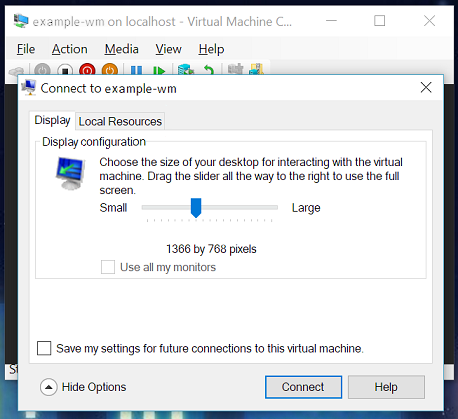 example-wm on localhost - Virtual Machine C...
File Action Media View Help
Connect to example-wm
Display Local Resources
Display configuration
Choose the size of your desktop for interacting with the virtual
machine. Drag the slider all the way to the right to use the full
screen.
Small Large
1366 by 768 pixels
Use all my monitors
Save my settings for future connections to this virtual machine.
Hide Options Connect Help